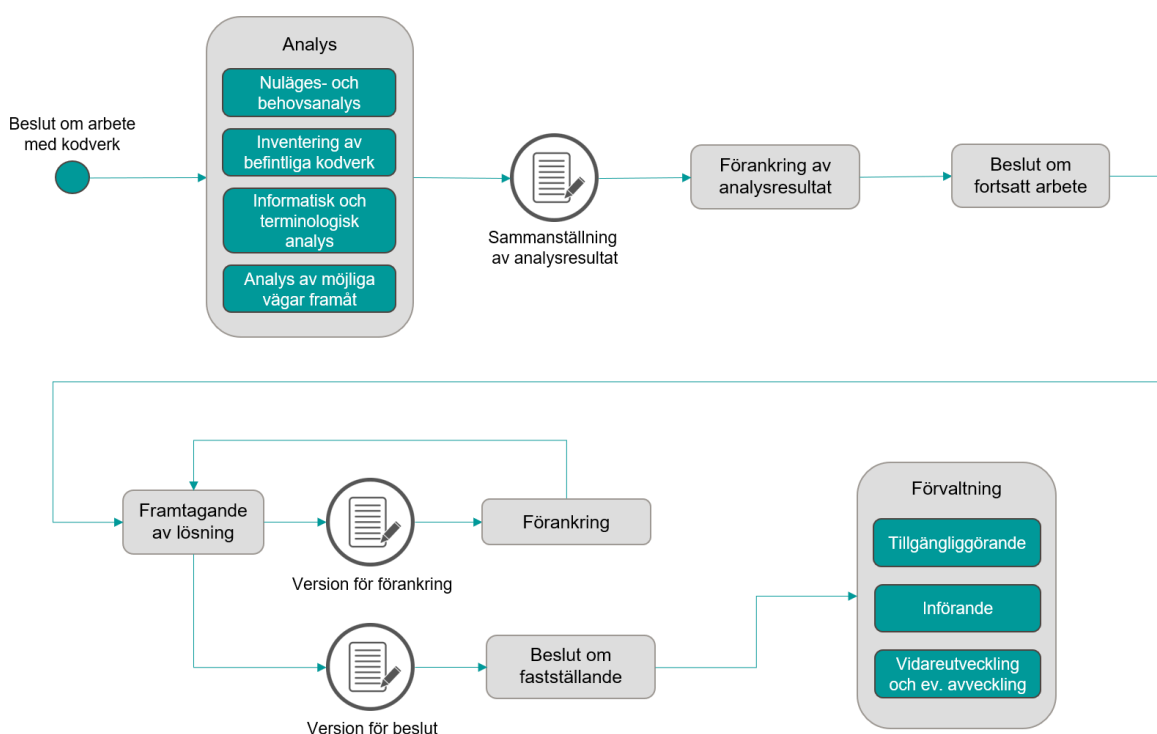 Analys
Nuläges- och
behovsanalys
Beslut om arbete
med kodverk
Inventering av
befintliga kodverk
Informatisk och
terminologisk
analys
Analys av möjliga
vägar framåt
Sammanställning
av analysresultat
Förankring av
analysresultat
Beslut om
fortsatt arbete
Framtagande
av lösning
Version för förankring
Förankring
Version för beslut
Beslut om
fastställande
Förvaltning
Tillgängliggörande
Införande
Vidareutveckling
och ev. avveckling